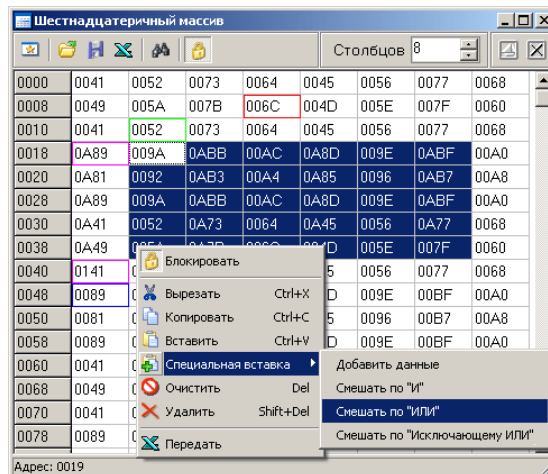 Шестнадцатеричный массив
Столбцов 8
0000 0041 0052 0073 0064 0045 0056 0077 0068
0008 0049 005A 007B 006C 004D 005E 007F 0060
0010 0041 0052 0073 0064 0045 0056 0077 0068
0018 0A89 009A 0ABB 00AC 0A8D 009E 0ABF 00A0
0020 0A81 0092 0AB3 00A4 0A85 0096 0AB7 00A8
0028 0A89 009A 0ABB 00AC 0A8D 009E 0ABF 00A0
0030 0A41 0052 0A73 0064 0A45 0056 0A77 0068
0038 0A49 005E 007F 0060
Блокировать
0040 0141 0056 0077 0068
0048 0089 Вырезать Ctrl+X 009E 00BF 00A0
0050 0081 Копировать Ctrl+C 0096 00B7 00A8
0058 0089 Вставить Ctrl+V 009E 00BF 00A0
0060 0041 Специальная вставка Добавить данные
0068 0049 Очистить Del Смешать по "И"
0070 0041 Удалить Shift+Del Смешать по "ИЛИ"
0078 0089 Передать Смешать по "Исключающему ИЛИ"
Адрес: 0019